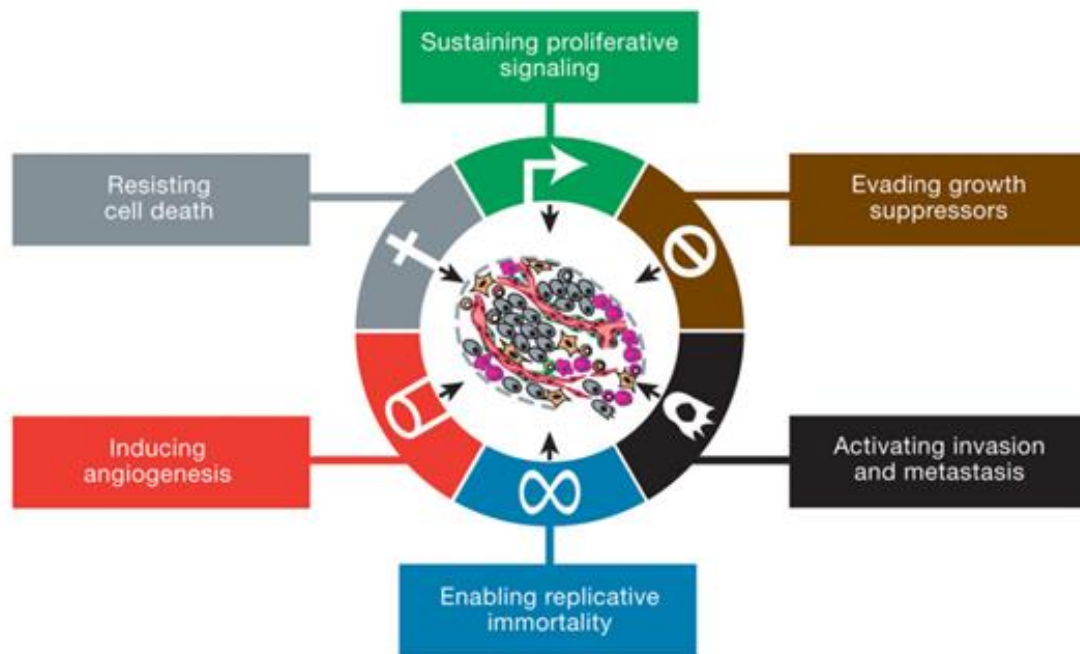 Sustaining proliferative
signaling
Resisting
cell death
Evading growth
suppressors
Inducing
angiogenesis
Activating invasion
and metastasis
Enabling replicative
immortality